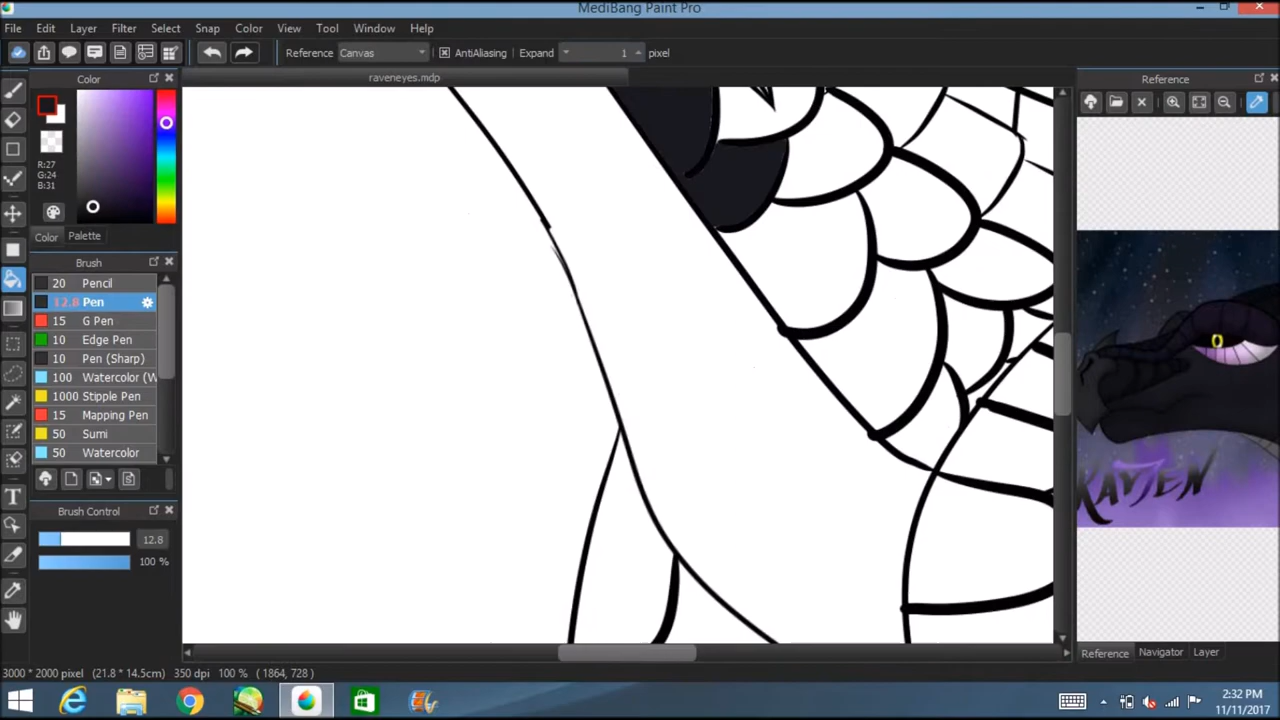 MediBang Paint Pro
File Edit Layer Filter Select Snap Color View Tool Window Help
Reference Canvas AntiAliasing Expand 1 pixel
Color
raveneyes.mdp
Reference
R:27
G:24
B:31
Color Palette
Brush
20 Pencil
12.8 Pen
15 G Pen
10 Edge Pen
10 Pen (Sharp)
100 Watercolor (W
1000 Stipple Pen
15 Mapping Pen
50 Sumi
50 Watercolor
Brush Control
12.8
100 %
RAVEN
Reference Navigator Layer
3000 * 2000 pixel (21.8 * 14.5cm) 350 dpi 100 % ( 1864, 728 )
2:32 PM
11/11/2017